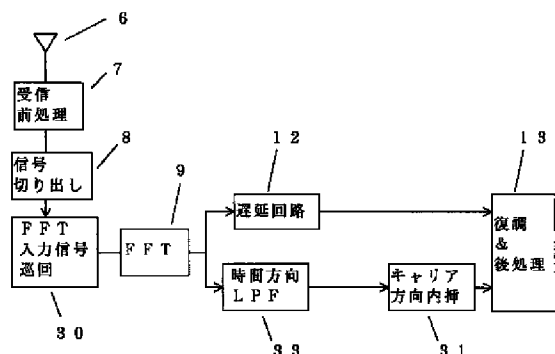 6
受信
前処理
7
信号
切り出し
8
FFT
入力信号
巡回
30
FFT
9
遅延回路
12
時間方向
LPF
33
キャリア
方向内挿
31
復調
&
後処理
13